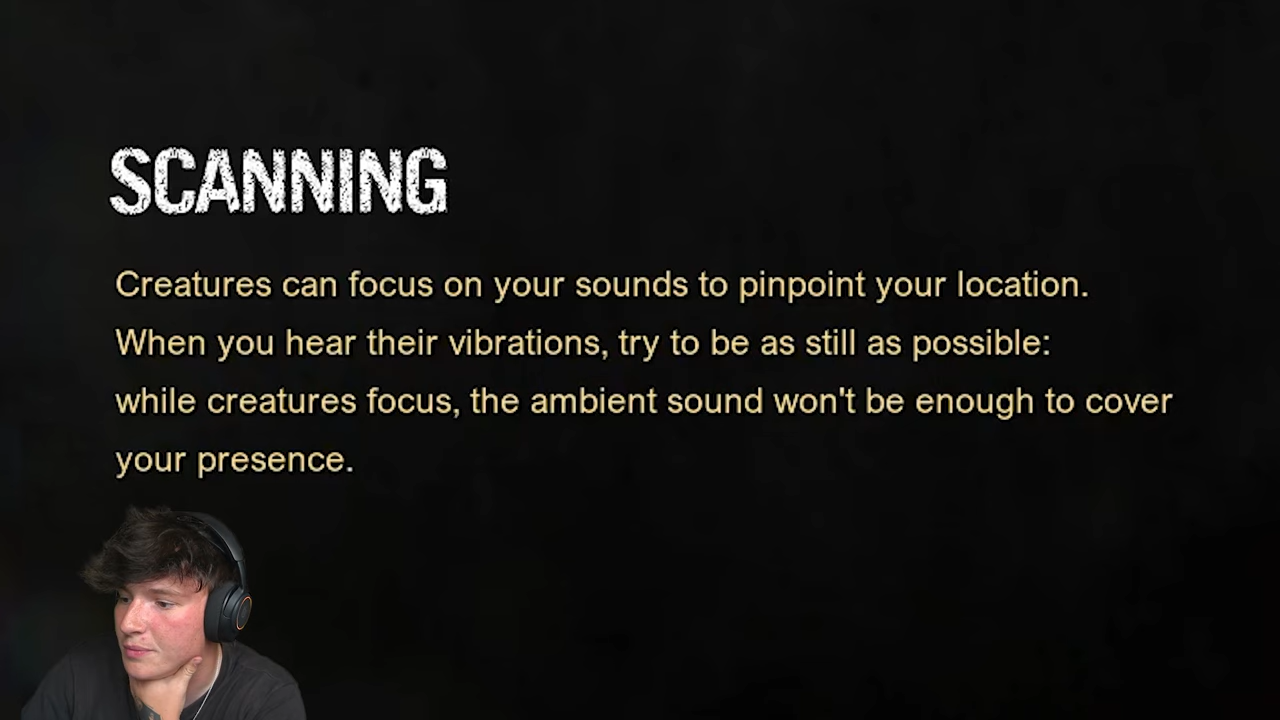 SCANNING
Creatures can focus on your sounds to pinpoint your location.
When you hear their vibrations, try to be as still as possible:
while creatures focus, the ambient sound won't be enough to cover
your presence.